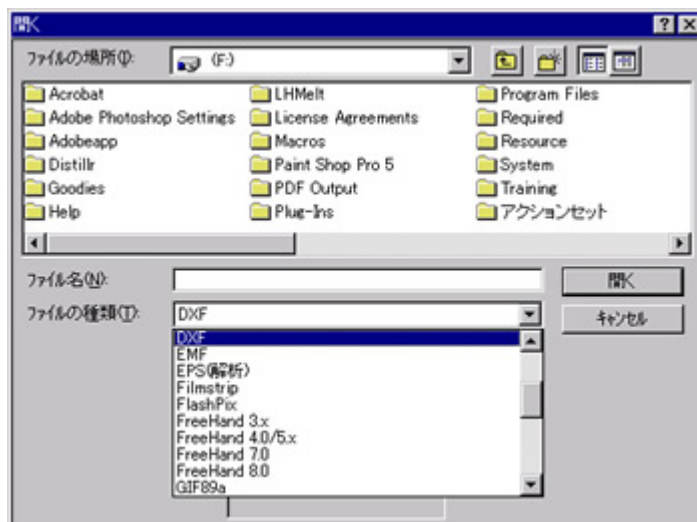 開く
ファイルの場所(I): (F:)
Acrobat
Adobe Photoshop Settings
Adobeapp
Distillr
Goodies
Help
LHMelt
License Agreements
Macros
Paint Shop Pro 5
PDF Output
Plug-Ins
Program Files
Required
Resource
System
Training
アクションセット
ファイル名(N):
開く
ファイルの種類(T): DXF
キャンセル
DXF
EMF
EPS(解析)
Filmstrip
FlashPix
FreeHand 3.x
FreeHand 4.0/5.x
FreeHand 7.0
FreeHand 8.0
GIF89a